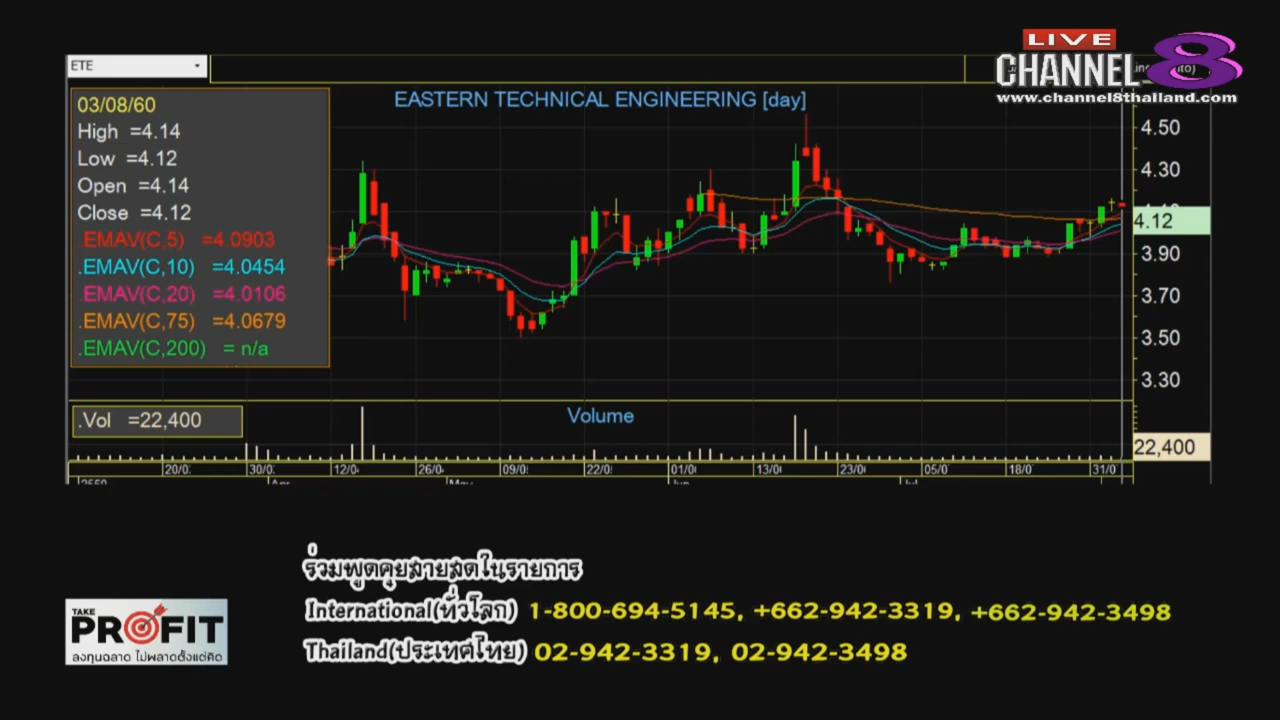 ETE
LIVE
CHANNEL 8
www.channel8thailand.com
03/08/60
High =4.14
Low =4.12
Open =4.14
Close =4.12
.EMAV(C,5) =4.0903
.EMAV(C,10) =4.0454
.EMAV(C,20) =4.0106
.EMAV(C,75) =4.0679
.EMAV(C,200) = n/a
EASTERN TECHNICAL ENGINEERING [day]
4.50
4.30
4.12
3.90
3.70
3.50
3.30
.Vol =22,400
Volume
22,400
20/0 30/0 12/0 26/0 09/0 22/0 01/0 13/0 23/0 05/0 18/0 31/0
ร่วมพูดคุยสายสดในรายการ
International(ทั่วโลก) 1-800-694-5145, +662-942-3319, +662-942-3498
Thailand(ประเทศไทย) 02-942-3319, 02-942-3498
TAKE
PROFIT
ลงทุนฉลาด ไม่พลาดตั้งแต่คิด